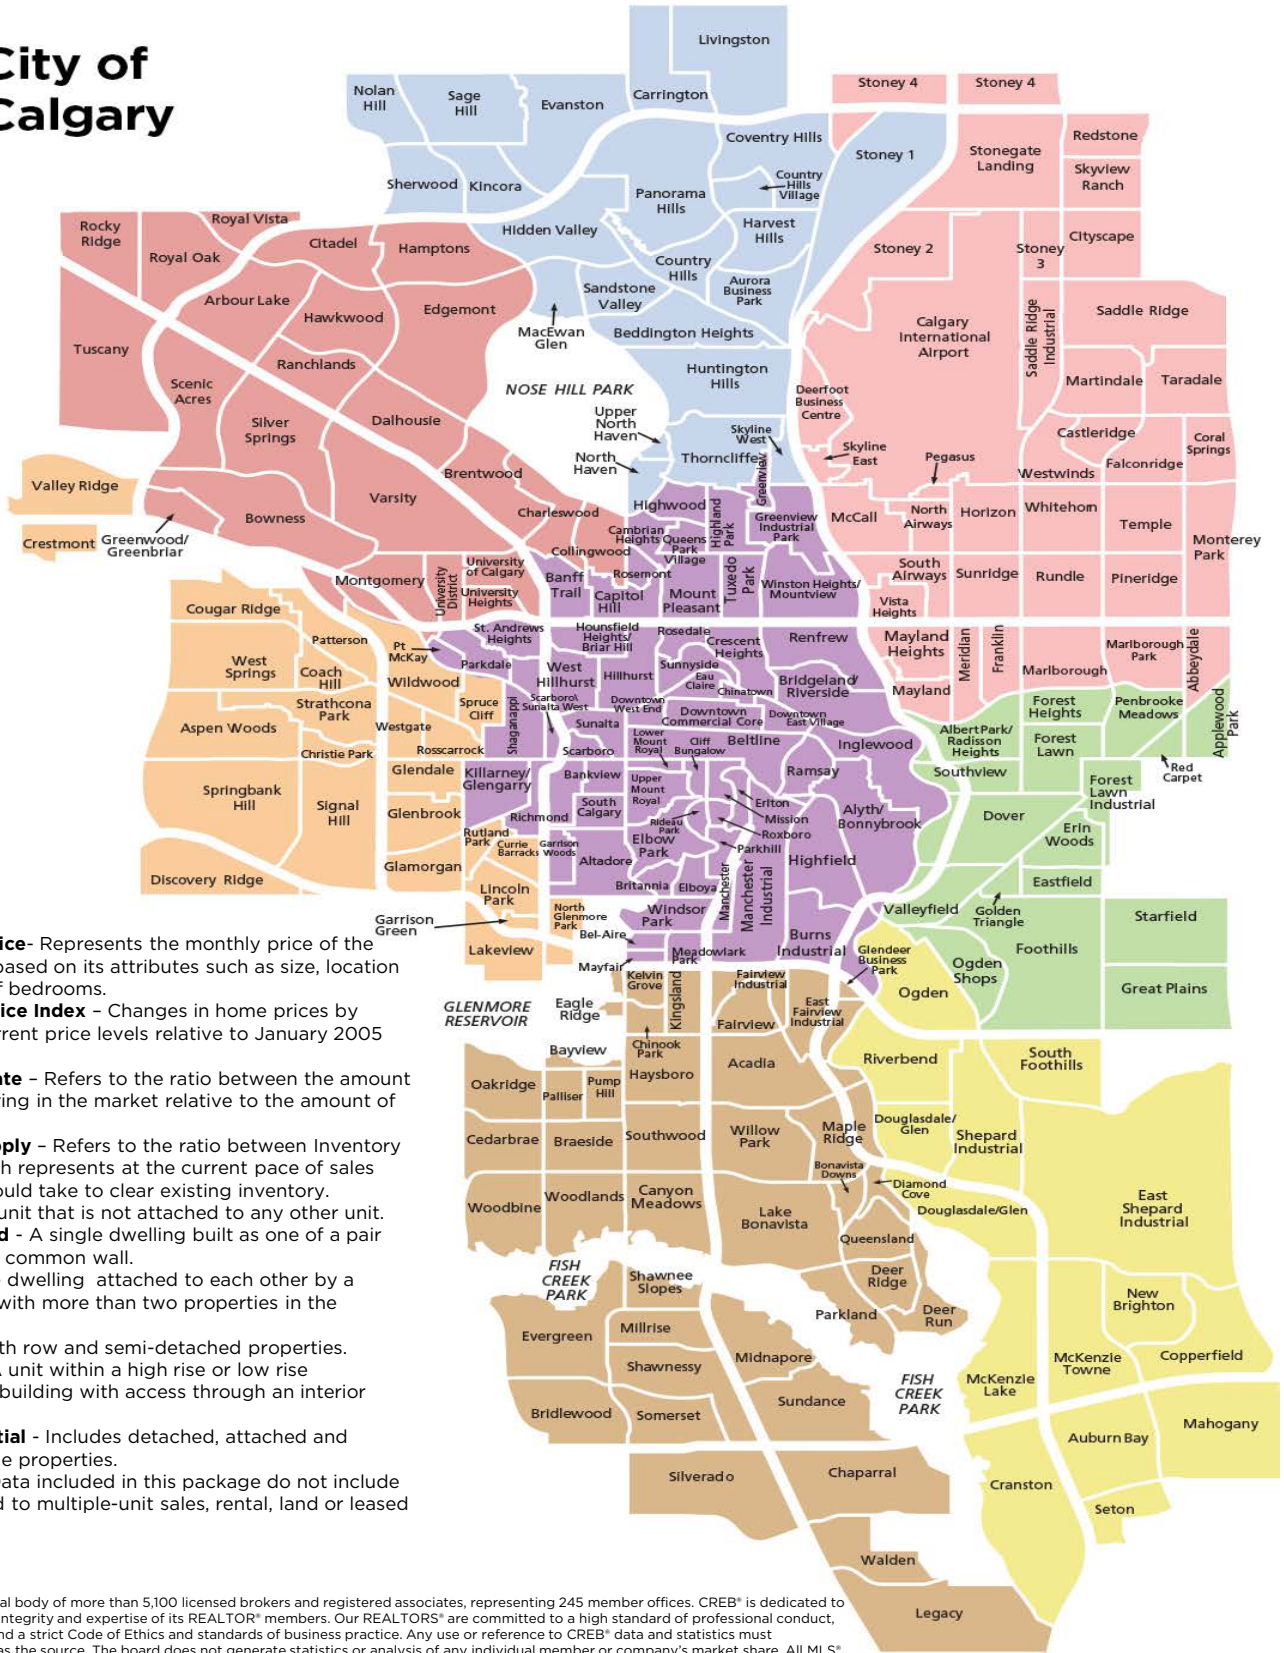 City of
Calgary
Livingston
Nolan
Hill
Sage
Hill
Evanston
Carrington
Stoney 4
Stoney 4
Coventry Hills
Stoney 1
Stonegate
Landing
Redstone
Skyview
Ranch
Sherwood
Kincora
Panorama
Hills
Country
Hills
Village
Rocky
Ridge
Royal Vista
Royal Oak
Citadel
Hamptons
Hidden Valley
Harvest
Hills
Stoney 2
Stoney
3
Cityscape
Country
Hills
Sandstone
Valley
Aurora
Business
Park
Arbour Lake
Hawkwood
Edgemont
MacEwan
Glen
Beddington Heights
Calgary
International
Airport
Saddle Ridge
Industrial
Saddle Ridge
Tuscany
Ranchlands
Scenic
Acres
NOSE HILL PARK
Huntington
Hills
Deerfoot
Business
Centre
Martindale
Taradale
Silver
Springs
Dalhousie
Upper
North
Haven
Skyline
West
Skyline
East
Castleridge
Coral
Springs
North
Haven
Thorncliffe
Greenview
Pegasus
Westwinds
Falconridge
Valley Ridge
Brentwood
Varsity
Bowness
Charleswood
Highwood
Highland
Park
Greenview
Industrial
Park
McCall
North
Airways
Horizon
Whitehorn
Temple
Monterey
Park
Crestmont
Greenwood/
Greenbriar
Cambrian
Heights
Queens
Park
Village
Collingwood
Montgomery
University
District
University
of Calgary
University
Heights
Banff
Trail
Rosemont
Capitol
Hill
Mount
Pleasant
Tuxedo
Park
Winston Heights/
Mountview
South
Airways
Sunridge
Rundle
Pineridge
Vista
Heights
Cougar Ridge
Patterson
Pt
McKay
St. Andrews
Heights
Hounsfield
Heights/
Briar Hill
Rosedale
Crescent
Heights
Renfrew
Mayland
Heights
Meridian
Franklin
Marlborough
Marlborough
Park
Abbeydale
West
Springs
Coach
Hill
Wildwood
Parkdale
West
Hillhurst
Hillhurst
Sunnyside
Eau
Claire
Chinatown
Bridgeland/
Riverside
Mayland
Strathcona
Park
Spruce
Cliff
Shaganappi
Scarboro\
Sunalta West
Downtown
West End
Downtown
Commercial Core
Downtown
East Village
Forest
Heights
Penbrooke
Meadows
Applewood
Park
Aspen Woods
Westgate
Christie Park
Rosscarrock
Sunalta
Scarboro
Lower
Mount
Royal
Cliff
Bungalow
Beltline
Inglewood
Albert Park/
Radisson
Heights
Forest
Lawn
Red
Carpet
Glendale
Killarney/
Glengarry
Bankview
Upper
Mount
Royal
Ramsay
Southview
Forest
Lawn
Industrial
Springbank
Hill
Signal
Hill
Glenbrook
Richmond
South
Calgary
Erlton
Mission
Roxboro
Rideau
Park
Parkhill
Alyth/
Bonnybrook
Dover
Erin
Woods
Rutland
Park
Currie
Barracks
Garrison
Woods
Altadore
Elbow
Park
Highfield
Discovery Ridge
Glamorgan
Lincoln
Park
Britannia
Elboya
Manchester
Manchester
Industrial
Eastfield
Garrison
Green
North
Glenmore
Park
Windsor
Park
Valleyfield
Golden
Triangle
Starfield
Lakeview
Bel-Aire
Mayfair
Meadowlark
Park
Burns
Industrial
Glendeer
Business
Park
Ogden
Shops
Foothills
ice- Represents the monthly price of the
based on its attributes such as size, location
f bedrooms.
ice Index – Changes in home prices by
rrent price levels relative to January 2005
GLENMORE
RESERVOIR
Eagle
Ridge
Kelvin
Grove
Kingsland
Fairview
Industrial
Fairview
East
Fairview
Industrial
Ogden
Great Plains
Bayview
Chinook
Park
Haysboro
Acadia
Riverbend
South
Foothills
ate – Refers to the ratio between the amount
ring in the market relative to the amount of
Oakridge
Palliser
Pump
Hill
pply – Refers to the ratio between Inventory
ch represents at the current pace of sales
ould take to clear existing inventory.
Cedarbrae
Braeside
Southwood
Willow
Park
Maple
Ridge
Douglasdale/
Glen
Shepard
Industrial
Bonavista
Downs
Diamond
Cove
unit that is not attached to any other unit.
d - A single dwelling built as one of a pair
common wall.
Woodbine
Woodlands
Canyon
Meadows
Lake
Bonavista
Douglasdale/Glen
East
Shepard
Industrial
Queensland
dwelling attached to each other by a
with more than two properties in the
FISH
CREEK
PARK
Shawnee
Slopes
Deer
Ridge
Parkland
Deer
Run
New
Brighton
th row and semi-detached properties.
A unit within a high rise or low rise
building with access through an interior
Evergreen
Millrise
Shawnessy
Midnapore
FISH
CREEK
PARK
McKenzie
Lake
McKenzie
Towne
Copperfield
tial - Includes detached, attached and
e properties.
Bridlewood
Somerset
Sundance
Auburn Bay
Mahogany
Data included in this package do not include
d to multiple-unit sales, rental, land or leased
Silverado
Chaparral
Cranston
Seton
Walden
Legacy
al body of more than 5,100 licensed brokers and registered associates, representing 245 member offices. CREB® is dedicated to
integrity and expertise of its REALTOR® members. Our REALTORS® are committed to a high standard of professional conduct,
nd a strict Code of Ethics and standards of business practice. Any use or reference to CREB® data and statistics must
as the source. The board does not generate statistics or analysis of any individual member or company's market share. All MLS®